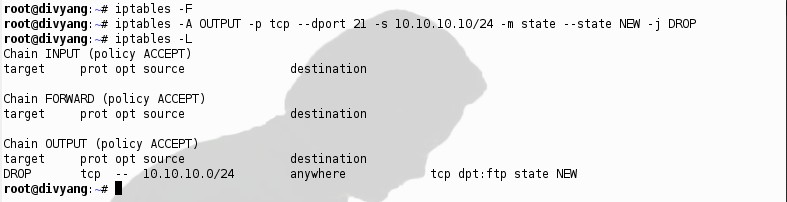 root@divyang:~# iptables -F
root@divyang:~# iptables -A OUTPUT -p tcp --dport 21 -s 10.10.10.10/24 -m state --state NEW -j DROP
root@divyang:~# iptables -L
Chain INPUT (policy ACCEPT)
target     prot opt source               destination
Chain FORWARD (policy ACCEPT)
target     prot opt source               destination
Chain OUTPUT (policy ACCEPT)
target     prot opt source               destination
DROP       tcp  --  10.10.10.0/24        anywhere             tcp dpt:ftp state NEW
root@divyang:~#